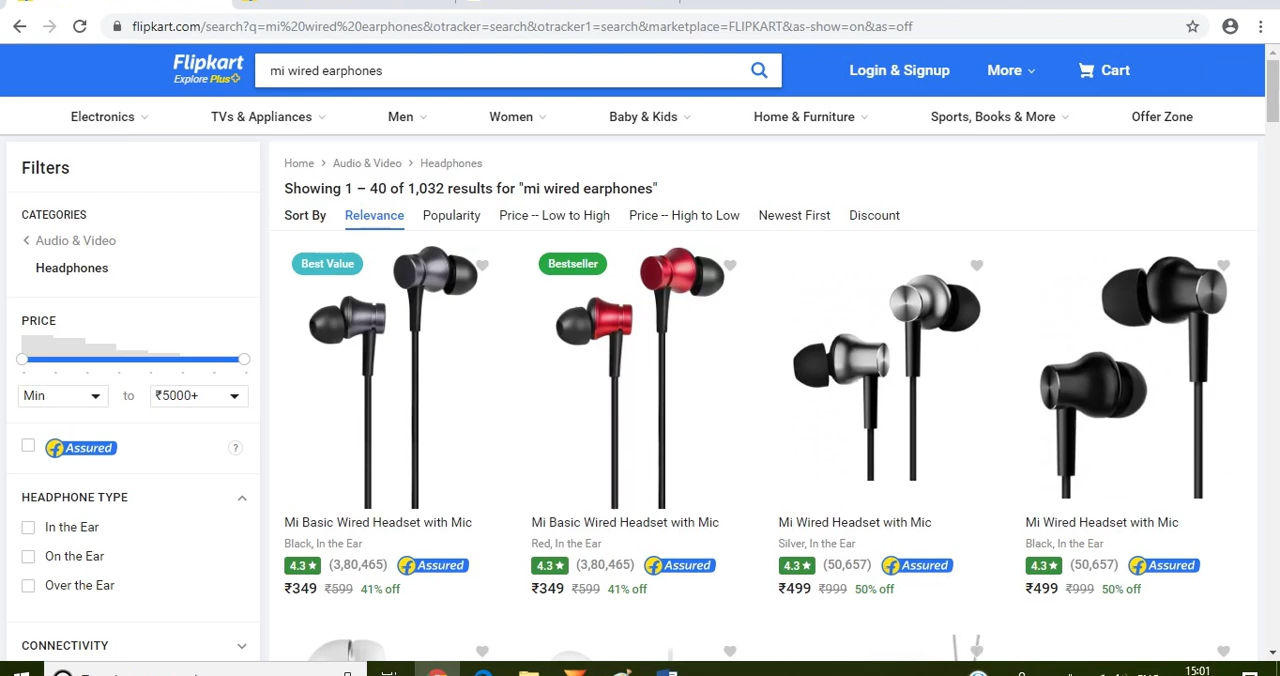 flipkart.com/search?q=mi%20wired%20earphones&otracker=search&otracker1=search&marketplace=FLIPKART&as-show=on&as=off
Flipkart
Explore Plus
mi wired earphones
Login & Signup
More
Cart
Electronics
TVs & Appliances
Men
Women
Baby & Kids
Home & Furniture
Sports, Books & More
Offer Zone
Filters
CATEGORIES
Audio & Video
Headphones
PRICE
Min to ₹5000+
f Assured
?
HEADPHONE TYPE
In the Ear
On the Ear
Over the Ear
CONNECTIVITY
Home > Audio & Video > Headphones
Showing 1 – 40 of 1,032 results for "mi wired earphones"
Sort By Relevance Popularity Price -- Low to High Price -- High to Low Newest First Discount
Best Value
Mi Basic Wired Headset with Mic
Black, In the Ear
4.3★ (3,80,465) f Assured
₹349 ₹599 41% off
Bestseller
Mi Basic Wired Headset with Mic
Red, In the Ear
4.3★ (3,80,465) f Assured
₹349 ₹599 41% off
Mi Wired Headset with Mic
Silver, In the Ear
4.3★ (50,657) f Assured
₹499 ₹999 50% off
Mi Wired Headset with Mic
Black, In the Ear
4.3★ (50,657) f Assured
₹499 ₹999 50% off
15:01